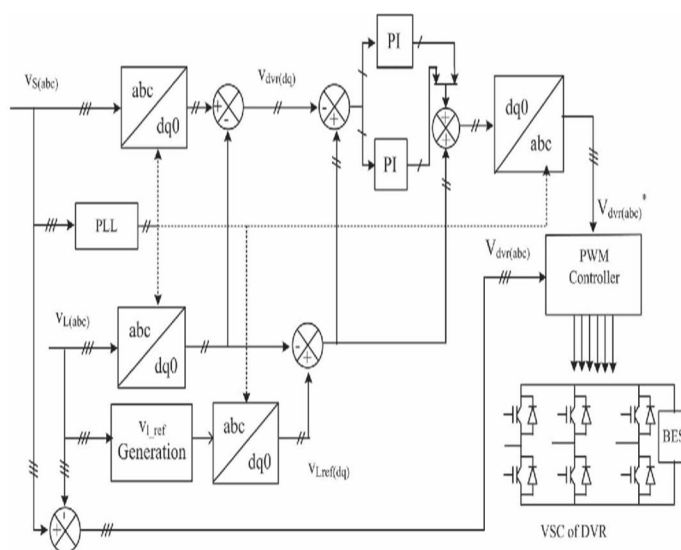 V_S(abc)
abc
dq0
+
-
V_dvr(dq)
-
+
PI
PI
+
+
dq0
abc
V_dvr(abc)*
PLL
V_dvr(abc)
PWM
Controller
V_L(abc)
abc
dq0
-
+
v_l_ref
Generation
abc
dq0
v_Lref(dq)
-
+
BES
VSC of DVR